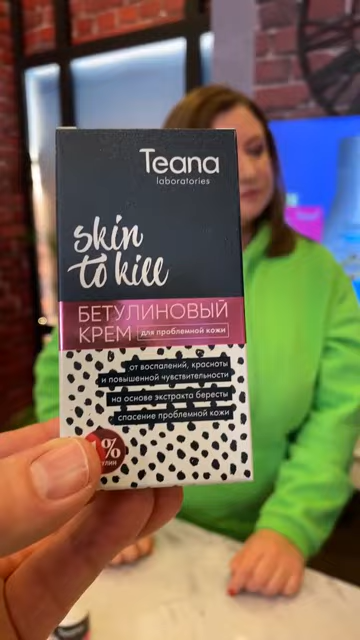 Teana
laboratories
skin
to kill
БЕТУЛИНОВЫЙ
КРЕМ для проблемной кожи
от воспалений, красноты
и повышенной чувствительности
на основе экстракта бересты
спасение проблемной кожи
%